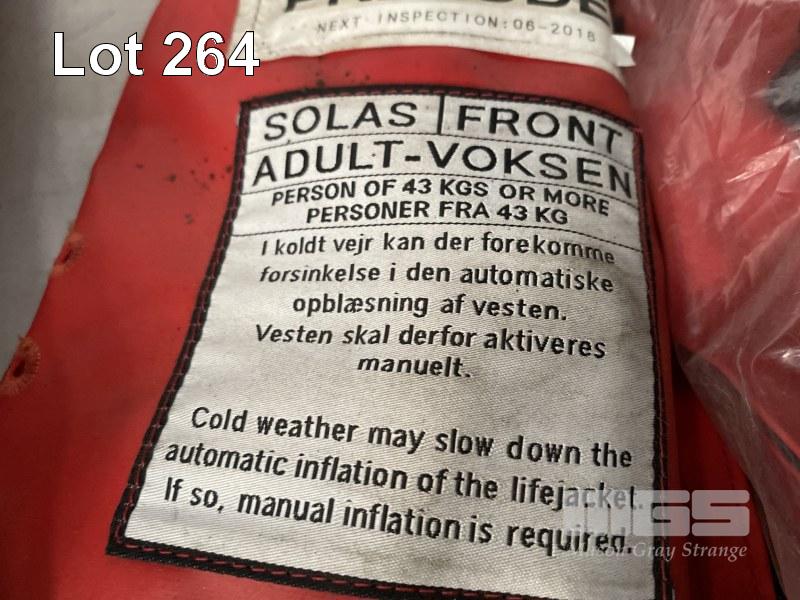 Lot 264
NEXT INSPECTION:06-2018
SOLAS | FRONT
ADULT-VOKSEN
PERSON OF 43 KGS OR MORE
PERSONER FRA 43 KG
I koldt vejr kan der forekomme
forsinkelse i den automatiske
opblæsning af vesten.
Vesten skal derfor aktiveres
manuelt.
Cold weather may slow down the
automatic inflation of the lifejacket.
If so, manual inflation is required.
Gray Strange